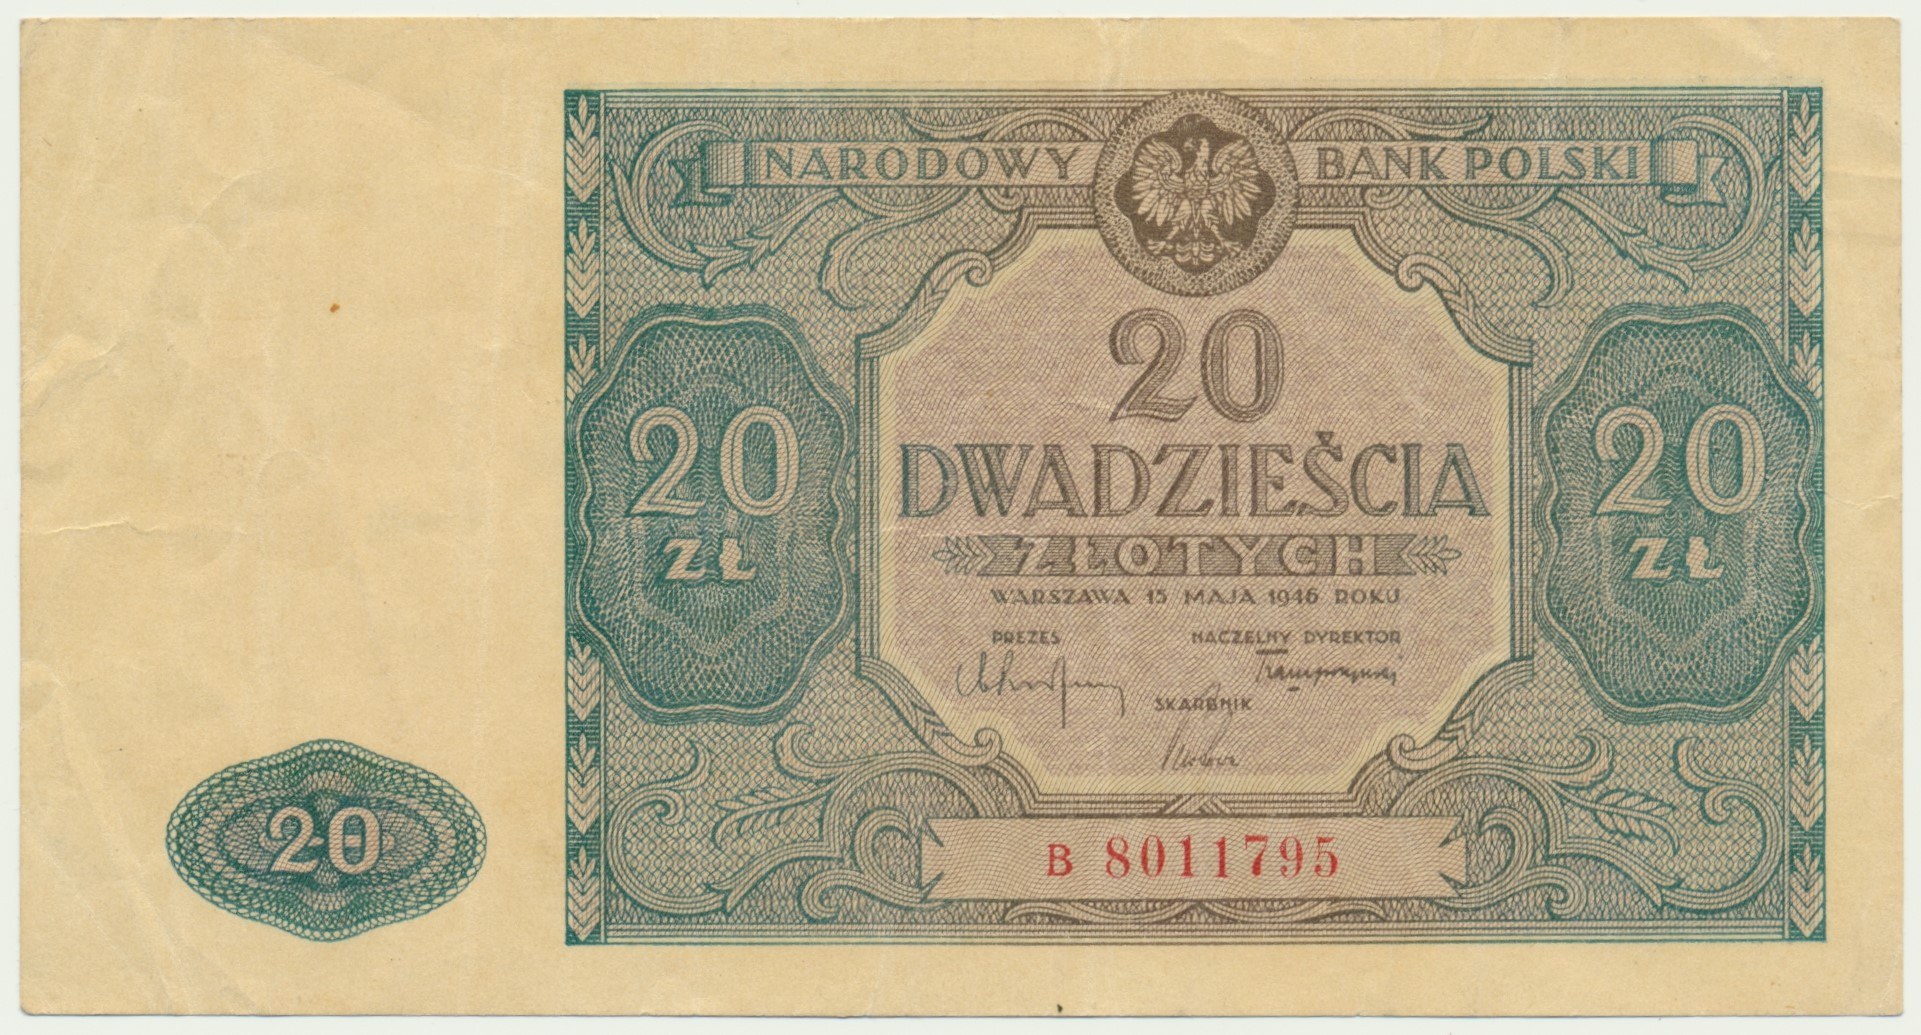 NARODOWY BANK POLSKI
20
DWADZIEŚCIA
ZŁOTYCH
WARSZAWA 15 MAJA 1946 ROKU
PREZES NACZELNY DYREKTOR
SKARBNIK
20 ZŁ
20 ZŁ
20
B 8011795